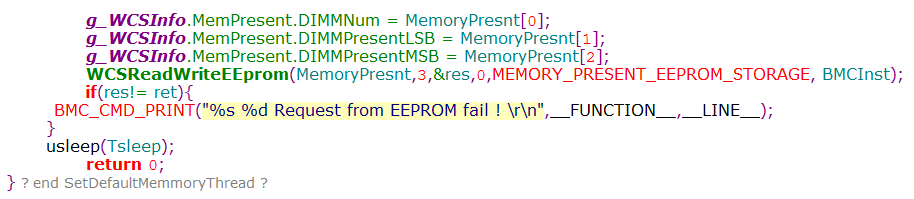 g_WCSInfo.MemPresent.DIMMNum = MemoryPresnt[0];
g_WCSInfo.MemPresent.DIMMPresentLSB = MemoryPresnt[1];
g_WCSInfo.MemPresent.DIMMPresentMSB = MemoryPresnt[2];
WCSReadWriteEEprom(MemoryPresnt,3,&res,0,MEMORY_PRESENT_EEPROM_STORAGE, BMCInst);
if(res!= ret){
BMC_CMD_PRINT("%s %d Request from EEPROM fail ! \r\n",__FUNCTION__,__LINE__);
}
usleep(Tsleep);
return 0;
} ? end SetDefaultMemmoryThread ?